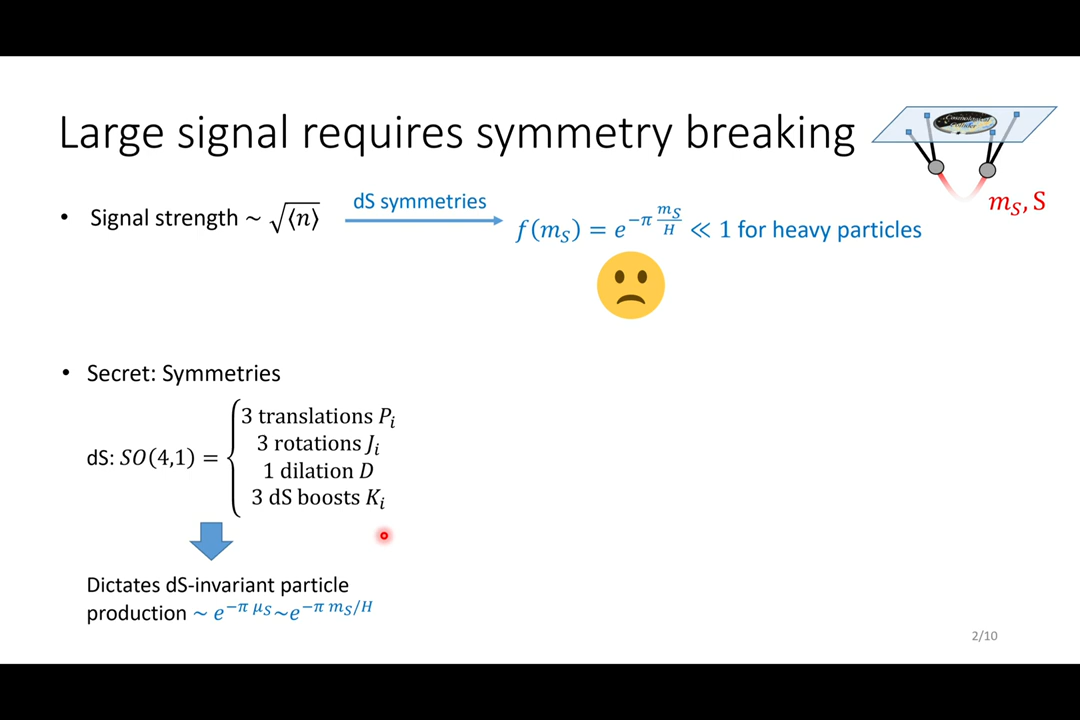 Large signal requires symmetry breaking
Cosmological
Collider
m_S, S
• Signal strength ~ √⟨n⟩
dS symmetries
f(m_S) = e^{−π m_S/H} ≪ 1 for heavy particles
• Secret: Symmetries
3 translations P_i
3 rotations J_i
dS: SO(4,1) = {
1 dilation D
3 dS boosts K_i
Dictates dS-invariant particle
production ~ e^{−π μ_S}~e^{−π m_S/H}
2/10